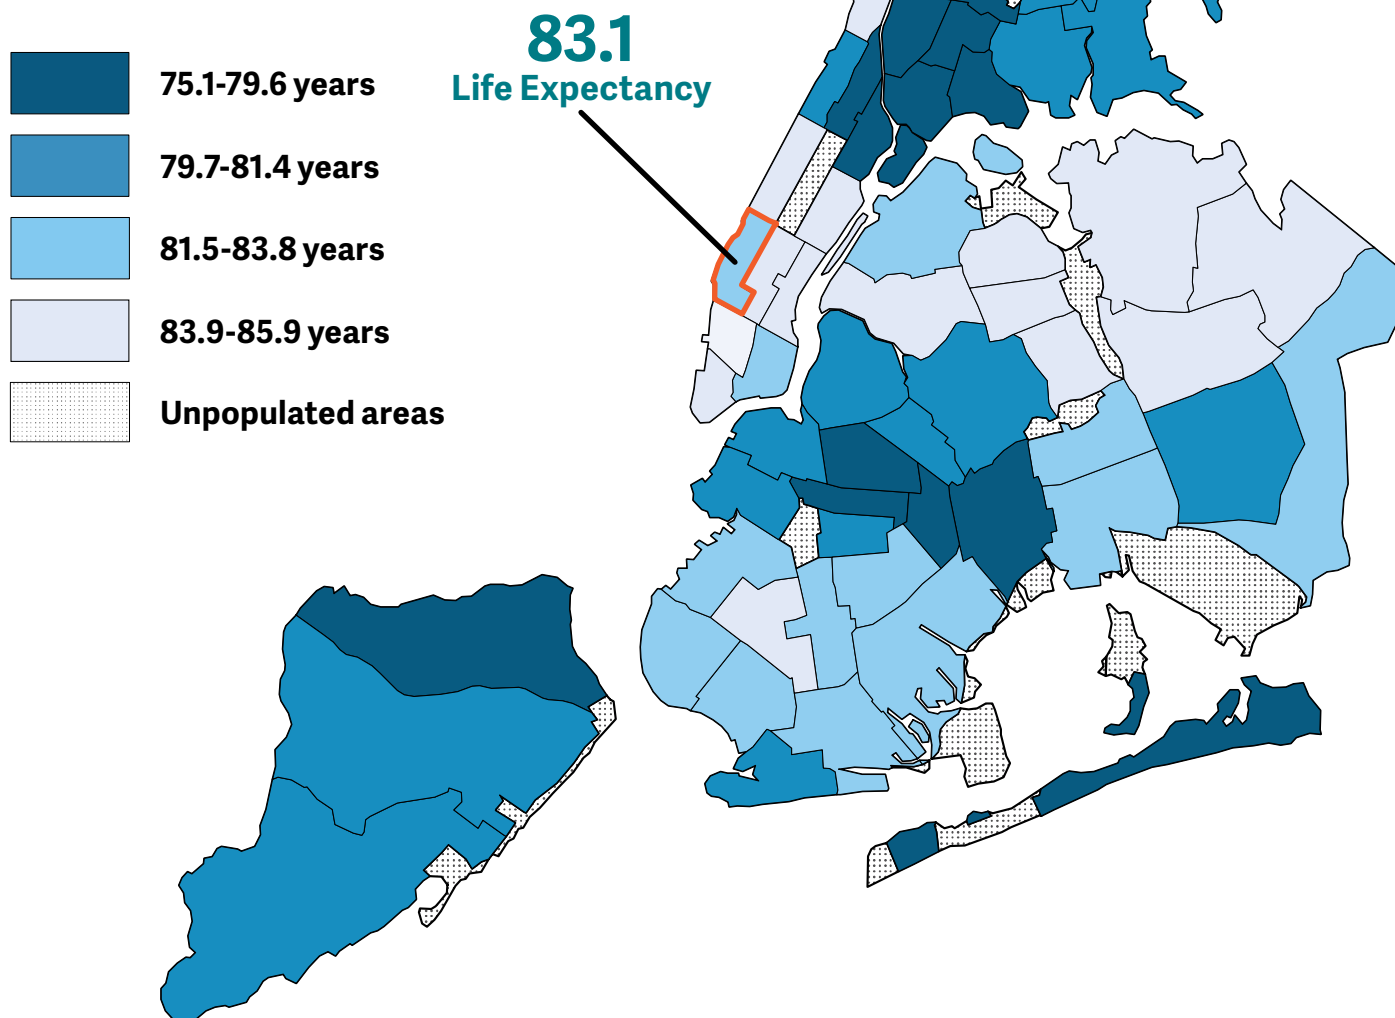 83.1
Life Expectancy
75.1-79.6 years
79.7-81.4 years
81.5-83.8 years
83.9-85.9 years
Unpopulated areas